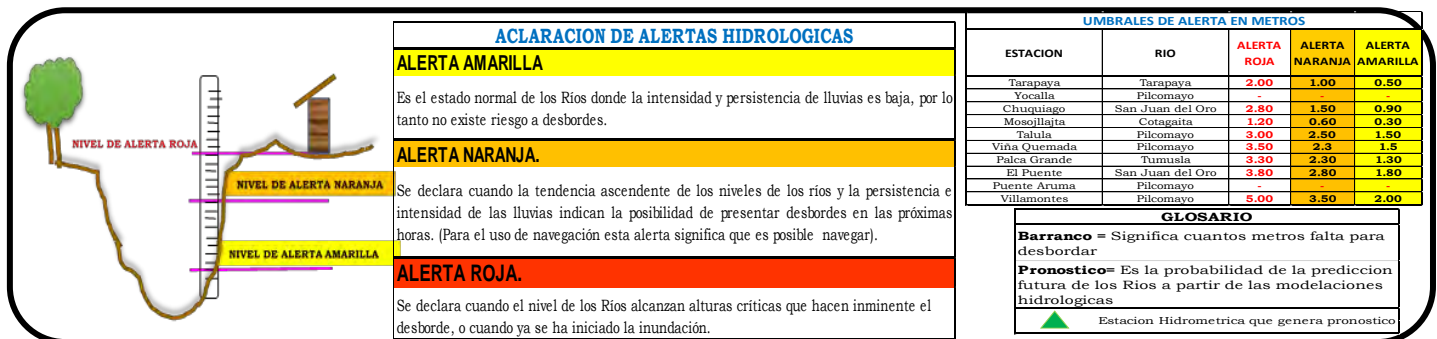 NIVEL DE ALERTA ROJA
NIVEL DE ALERTA NARANJA
NIVEL DE ALERTA AMARILLA
ACLARACION DE ALERTAS HIDROLOGICAS
ALERTA AMARILLA
Es el estado normal de los Ríos donde la intensidad y persistencia de lluvias es baja, por lo
tanto no existe riesgo a desbordes.
ALERTA NARANJA.
Se declara cuando la tendencia ascendente de los niveles de los ríos y la persistencia e
intensidad de las lluvias indican la posibilidad de presentar desbordes en las próximas
horas. (Para el uso de navegación esta alerta significa que es posible navegar).
ALERTA ROJA.
Se declara cuando el nivel de los Ríos alcanzan alturas críticas que hacen inminente el
desborde, o cuando ya se ha iniciado la inundación.
UMBRALES DE ALERTA EN METROS
ESTACION RIO ALERTA ROJA ALERTA NARANJA ALERTA AMARILLA
Tarapaya Tarapaya 2.00 1.00 0.50
Yocalla Pilcomayo - - -
Chuquiago San Juan del Oro 2.80 1.50 0.90
Mosojllajta Cotagaita 1.20 0.60 0.30
Talula Pilcomayo 3.00 2.50 1.50
Viña Quemada Pilcomayo 3.50 2.3 1.5
Palca Grande Tumusla 3.30 2.30 1.30
El Puente San Juan del Oro 3.80 2.80 1.80
Puente Aruma Pilcomayo - - -
Villamontes Pilcomayo 5.00 3.50 2.00
GLOSARIO
Barranco = Significa cuantos metros falta para
desbordar
Pronostico= Es la probabilidad de la prediccion
futura de los Rios a partir de las modelaciones
hidrologicas
Estacion Hidrometrica que genera pronostico